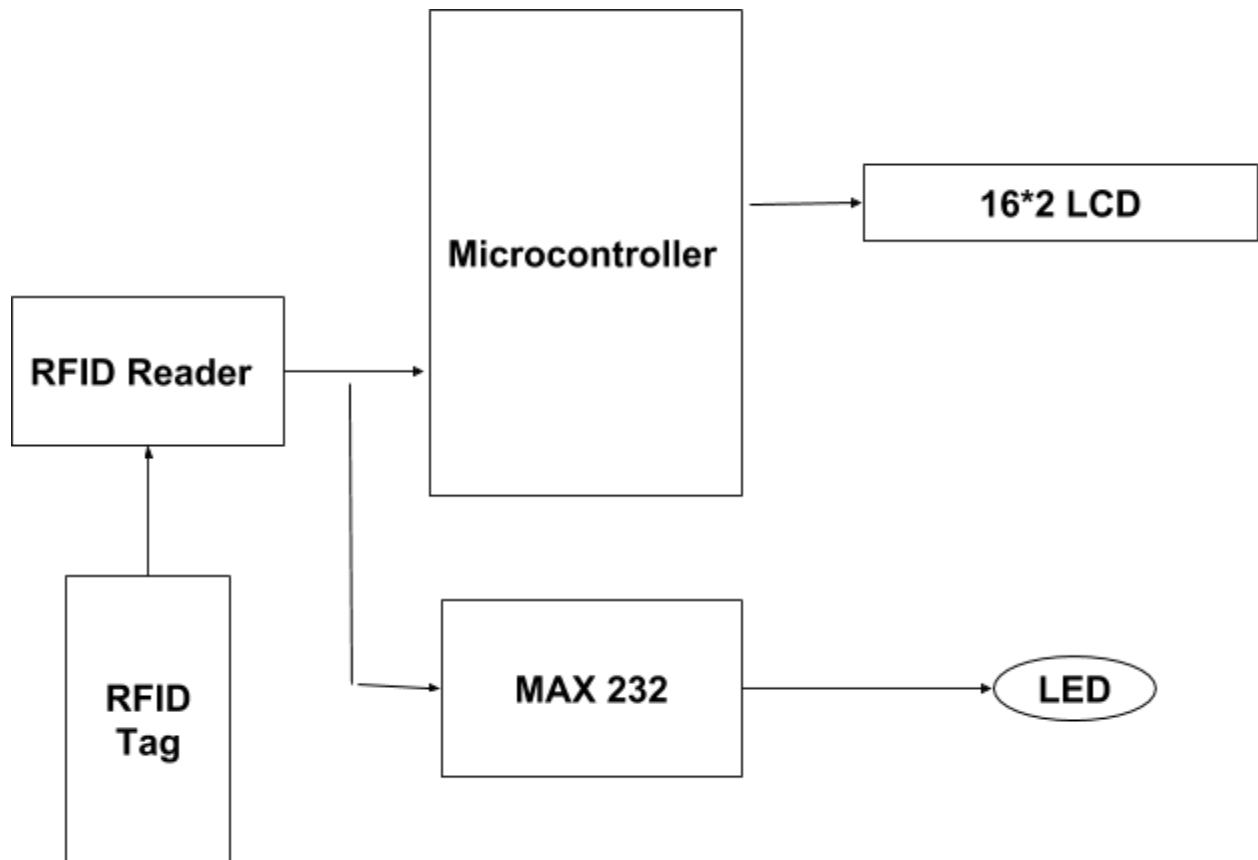 Microcontroller
16*2 LCD
RFID Reader
RFID
Tag
MAX 232
LED